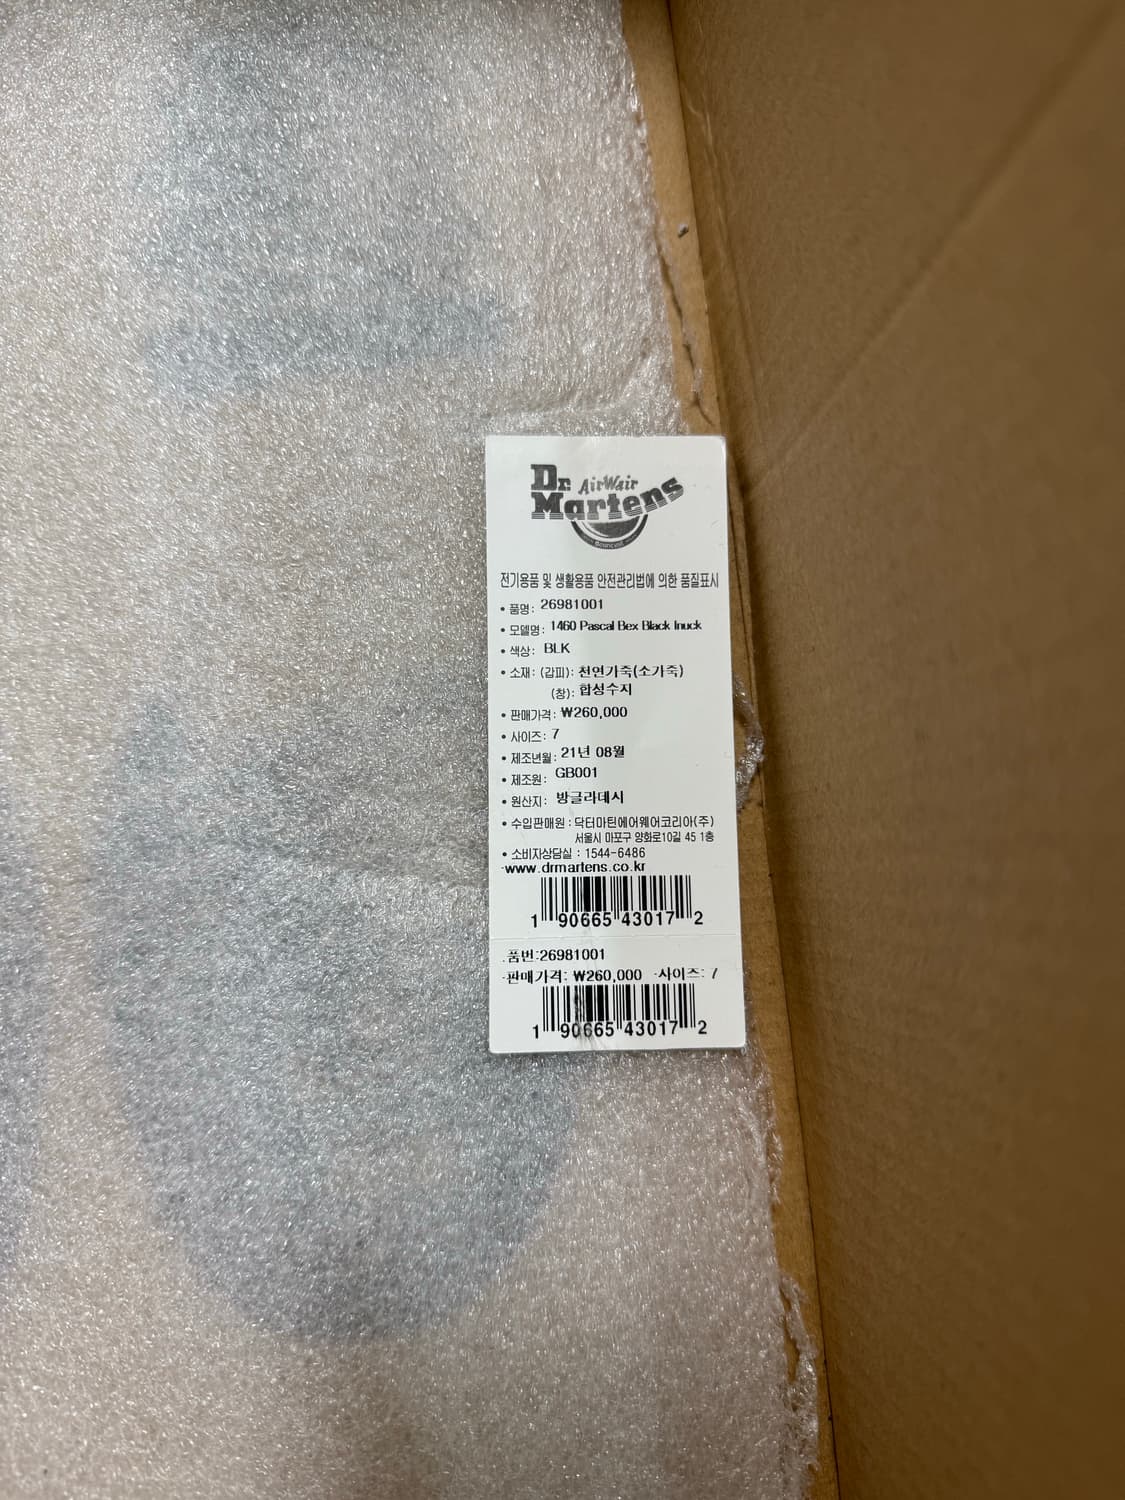 Dr. AirWair
Martens
전기용품 및 생활용품 안전관리법에 의한 품질표시
• 품명: 26981001
• 모델명: 1460 Pascal Bex Black Inuck
• 색상: BLK
• 소재: (갑피): 천연가죽(소가죽)
(창): 합성수지
• 판매가격: ₩260,000
• 사이즈: 7
• 제조년월: 21년 08월
• 제조원: GB001
• 원산지: 방글라데시
• 수입판매원 : 닥터마틴에어웨어코리아(주)
서울시 마포구 양화로10길 45 1층
• 소비자상담실 : 1544-6486
·www.drmartens.co.kr
1 90665 43017 2
·품번:26981001
·판매가격: ₩260,000 ·사이즈: 7
1 90665 43017 2